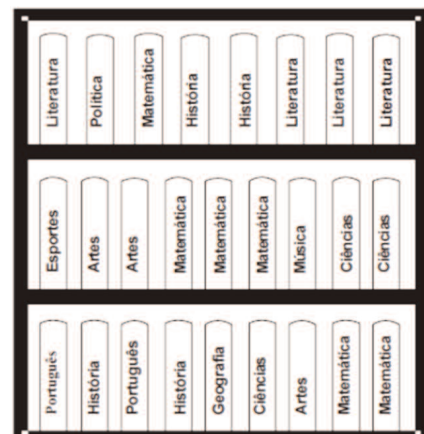 Literatura
Política
Matemática
História
História
Literatura
Literatura
Literatura
Esportes
Artes
Artes
Matemática
Matemática
Matemática
Música
Ciências
Ciências
Português
História
Português
História
Geografia
Ciências
Artes
Matemática
Matemática